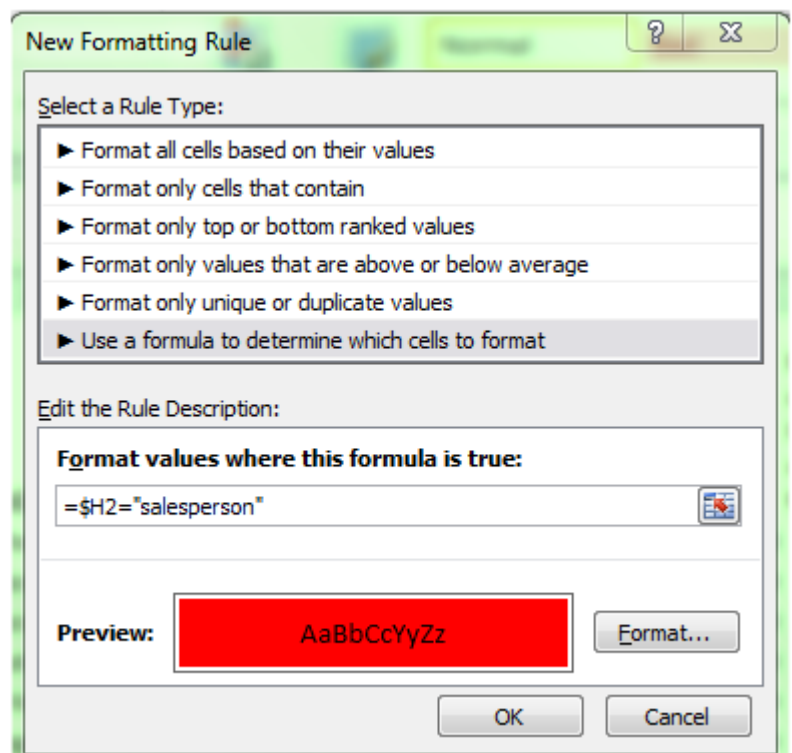 New Formatting Rule
Normal
Select a Rule Type:
► Format all cells based on their values
► Format only cells that contain
► Format only top or bottom ranked values
► Format only values that are above or below average
► Format only unique or duplicate values
► Use a formula to determine which cells to format
Edit the Rule Description:
Format values where this formula is true:
=$H2="salesperson"
Preview:
AaBbCcYyZz
Format...
OK
Cancel